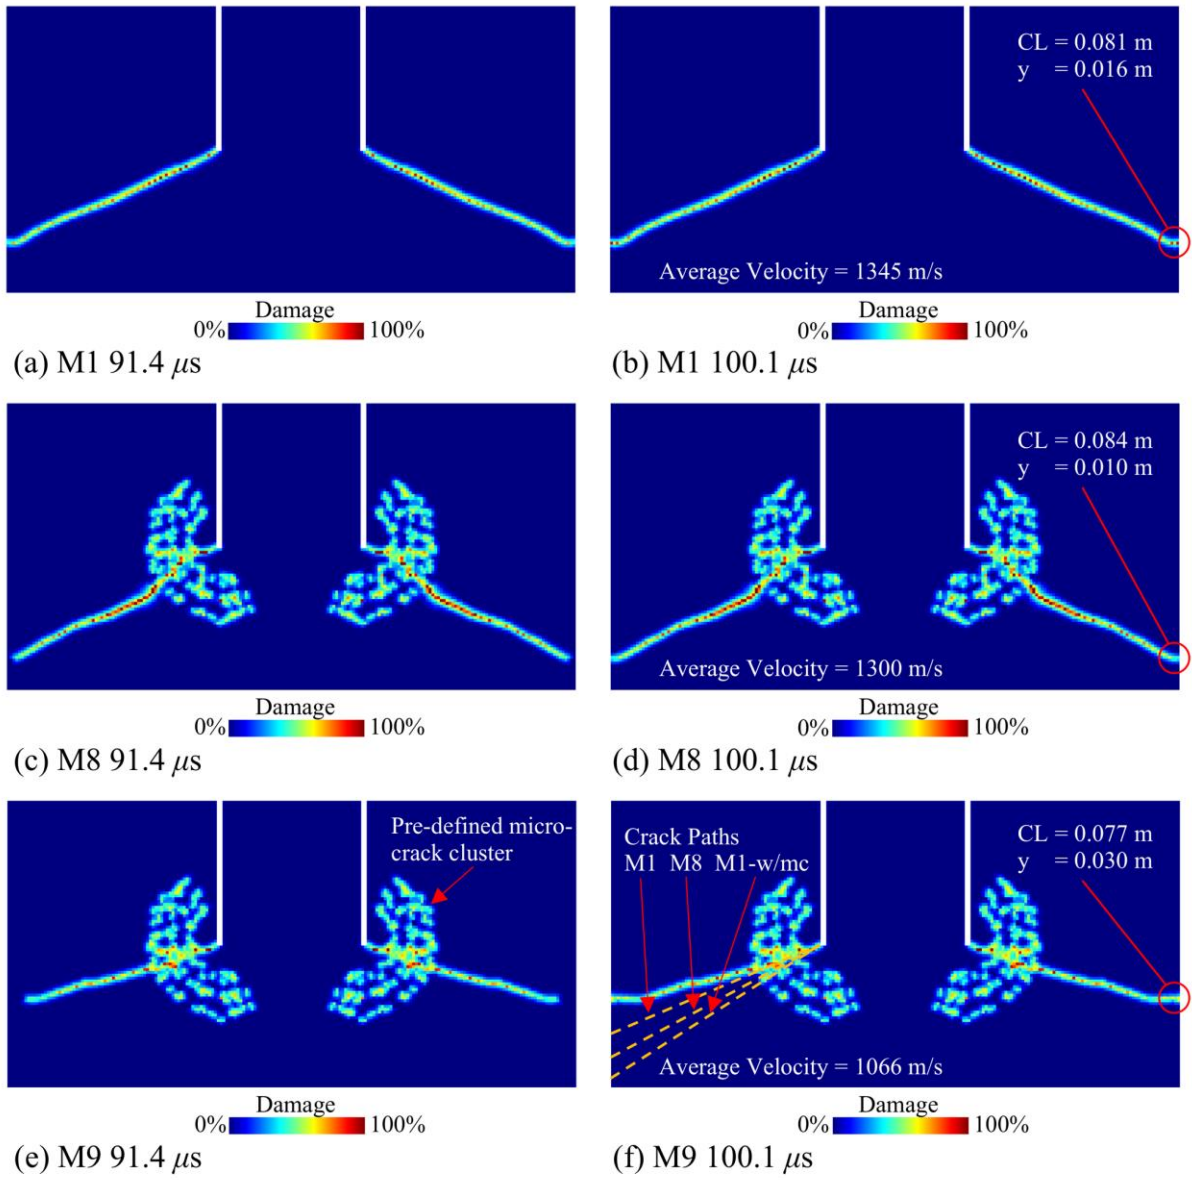 CL = 0.081 m
y = 0.016 m
Average Velocity = 1345 m/s
Damage
0% 100%
(a) M1 91.4 μs
Damage
0% 100%
(b) M1 100.1 μs
CL = 0.084 m
y = 0.010 m
Average Velocity = 1300 m/s
Damage
0% 100%
(c) M8 91.4 μs
Damage
0% 100%
(d) M8 100.1 μs
Pre-defined micro-
crack cluster
Crack Paths
M1 M8 M1-w/mc
CL = 0.077 m
y = 0.030 m
Average Velocity = 1066 m/s
Damage
0% 100%
(e) M9 91.4 μs
Damage
0% 100%
(f) M9 100.1 μs